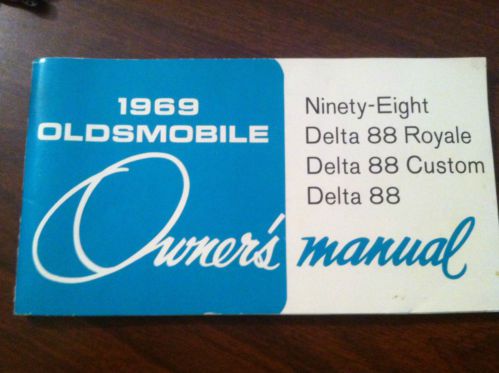 1969
OLDSMOBILE
Owner's manual
Ninety-Eight
Delta 88 Royale
Delta 88 Custom
Delta 88